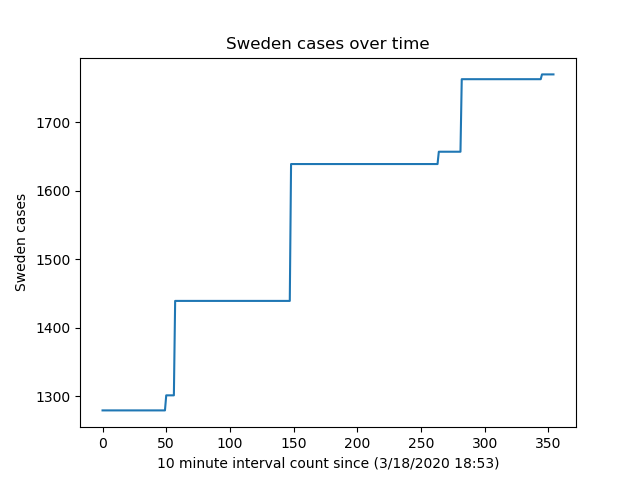 Sweden cases over time
1700
1600
1500
1400
1300
Sweden cases
0 50 100 150 200 250 300 350
10 minute interval count since (3/18/2020 18:53)